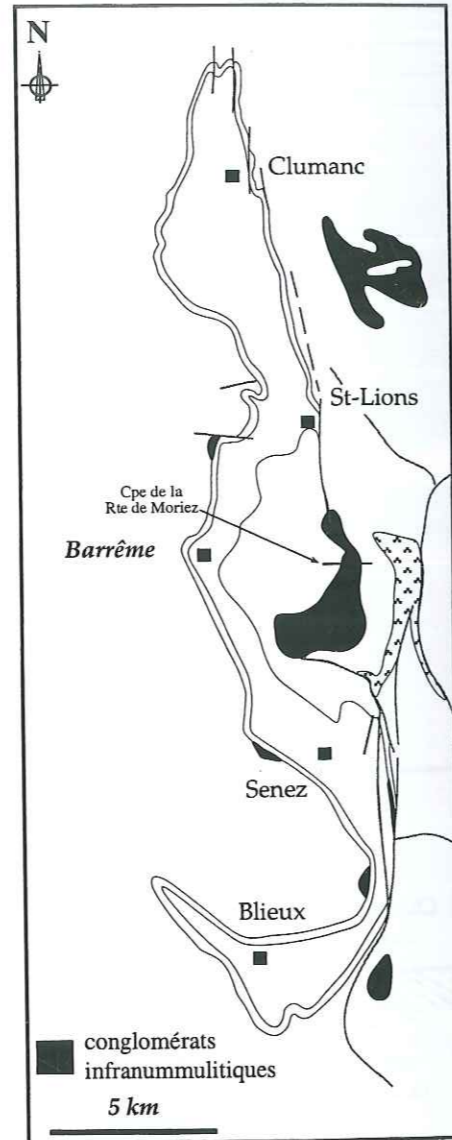 N
Clumanc
St-Lions
Cpe de la
Rte de Moriez
Barrême
Senez
Blieux
conglomérats
infranummulitiques
5 km